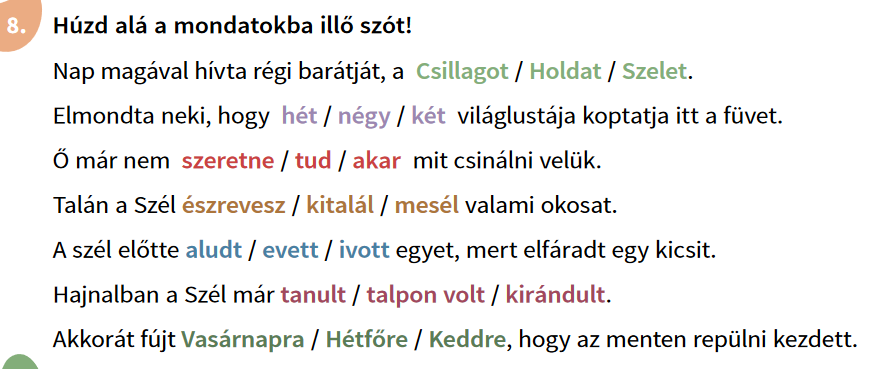 8. Húzd alá a mondatokba illő szót!
Nap magával hívta régi barátját, a Csillagot / Holdat / Szelet.
Elmondta neki, hogy hét / négy / két világlustája koptatja itt a füvet.
Ő már nem szeretne / tud / akar mit csinálni velük.
Talán a Szél észrevesz / kitalál / mesél valami okosat.
A szél előtte aludt / evett / ivott egyet, mert elfáradt egy kicsit.
Hajnalban a Szél már tanult / talpon volt / kirándult.
Akkorát fújt Vasárnapra / Hétfőre / Keddre, hogy az menten repülni kezdett.